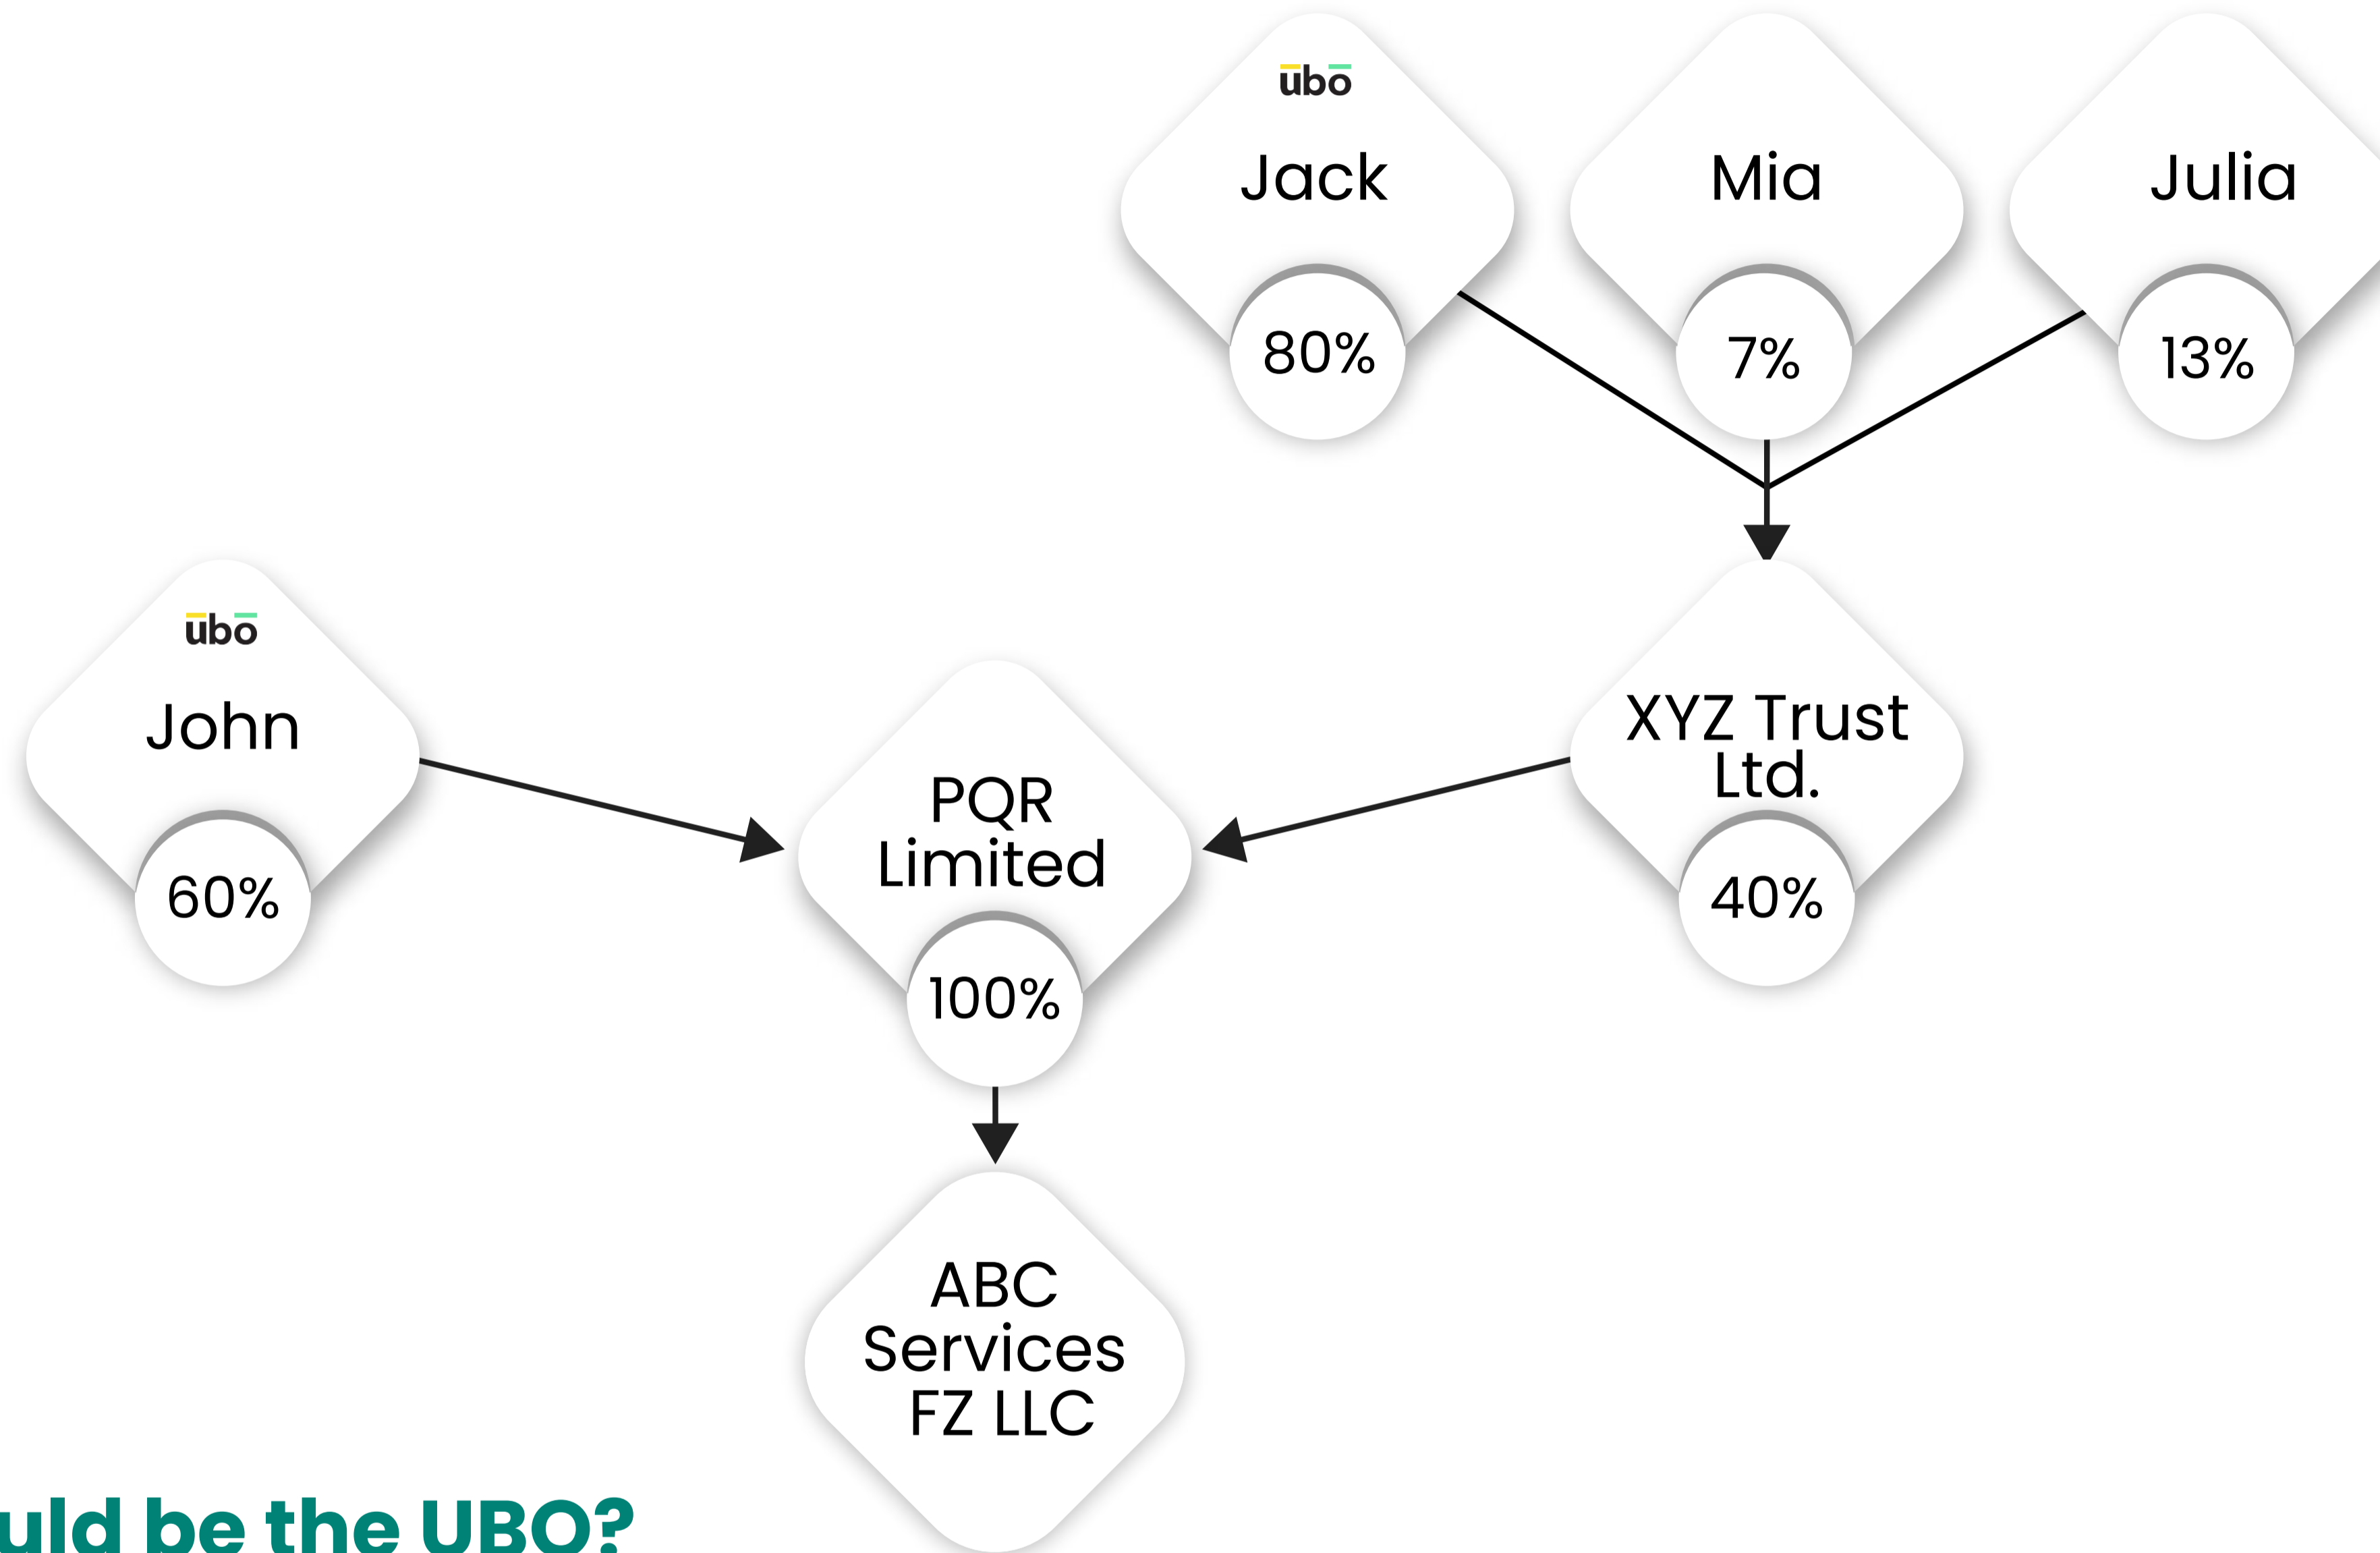 ubo
Jack
80%
Mia
7%
Julia
13%
ubo
John
60%
PQR
Limited
100%
XYZ Trust
Ltd.
40%
ABC
Services
FZ LLC
be the UBO?